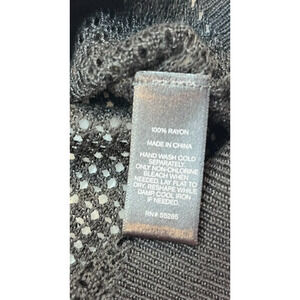 100% RAYON
MADE IN CHINA
HAND WASH COLD
SEPARATELY.
ONLY NON-CHLORINE
BLEACH WHEN
NEEDED. LAY FLAT TO
DRY. RESHAPE WHILE
DAMP. COOL IRON
IF NEEDED.
RN# 55285